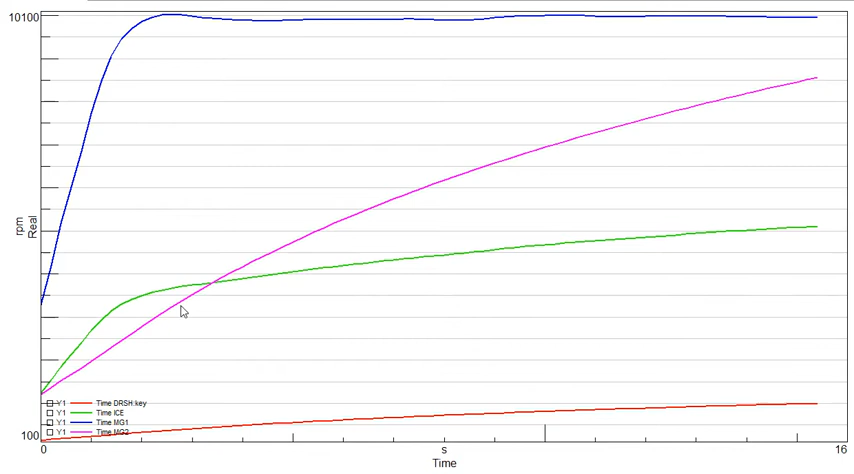 10100
rpm
Real
Y1 Time DRSH.key
Y1 Time ICE
Y1 Time MG1
Y1 Time MG2
100
0 s 16
Time